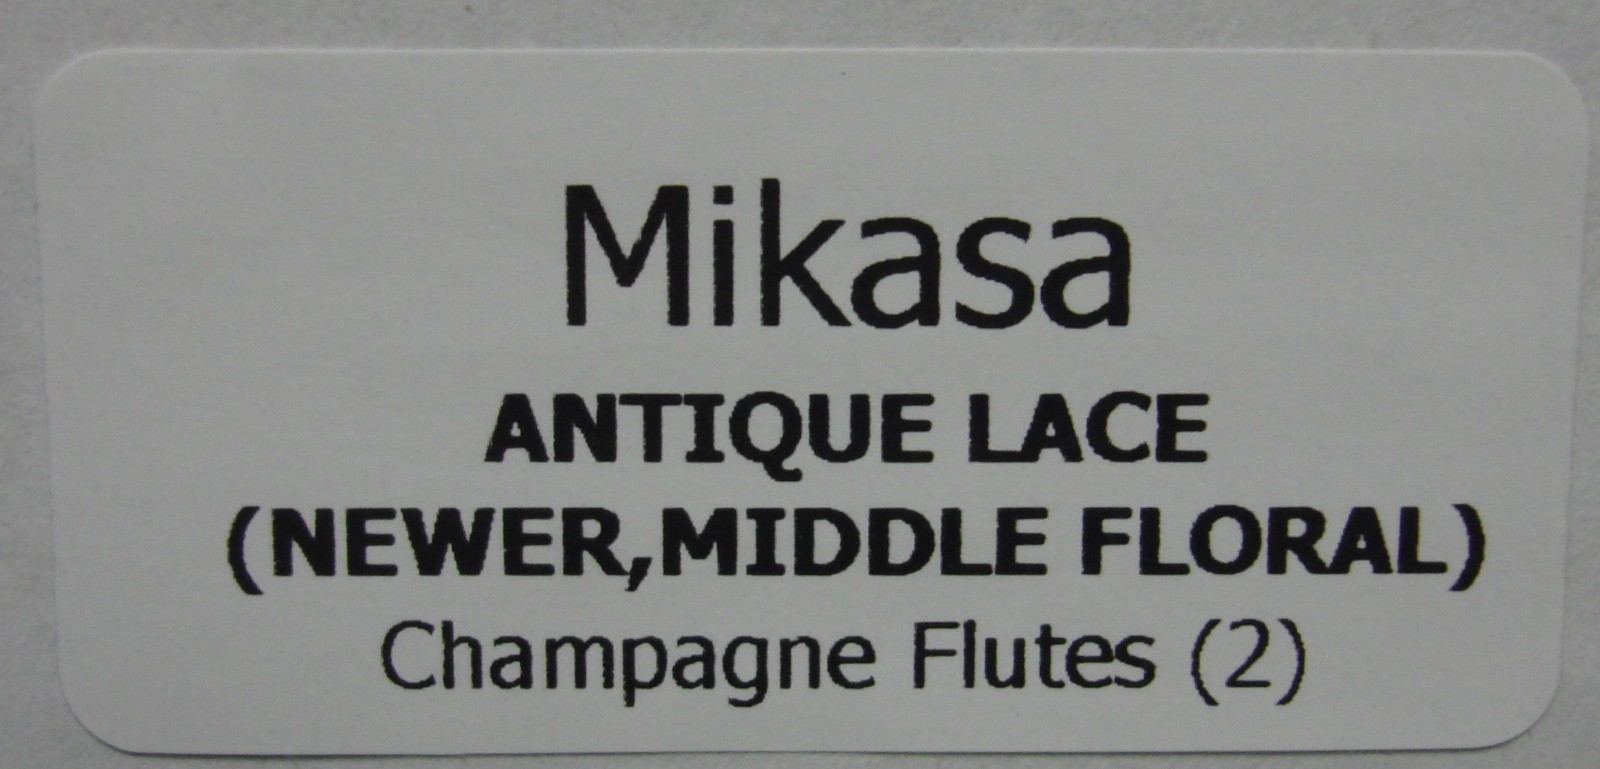 Mikasa
ANTIQUE LACE
(NEWER,MIDDLE FLORAL)
Champagne Flutes (2)